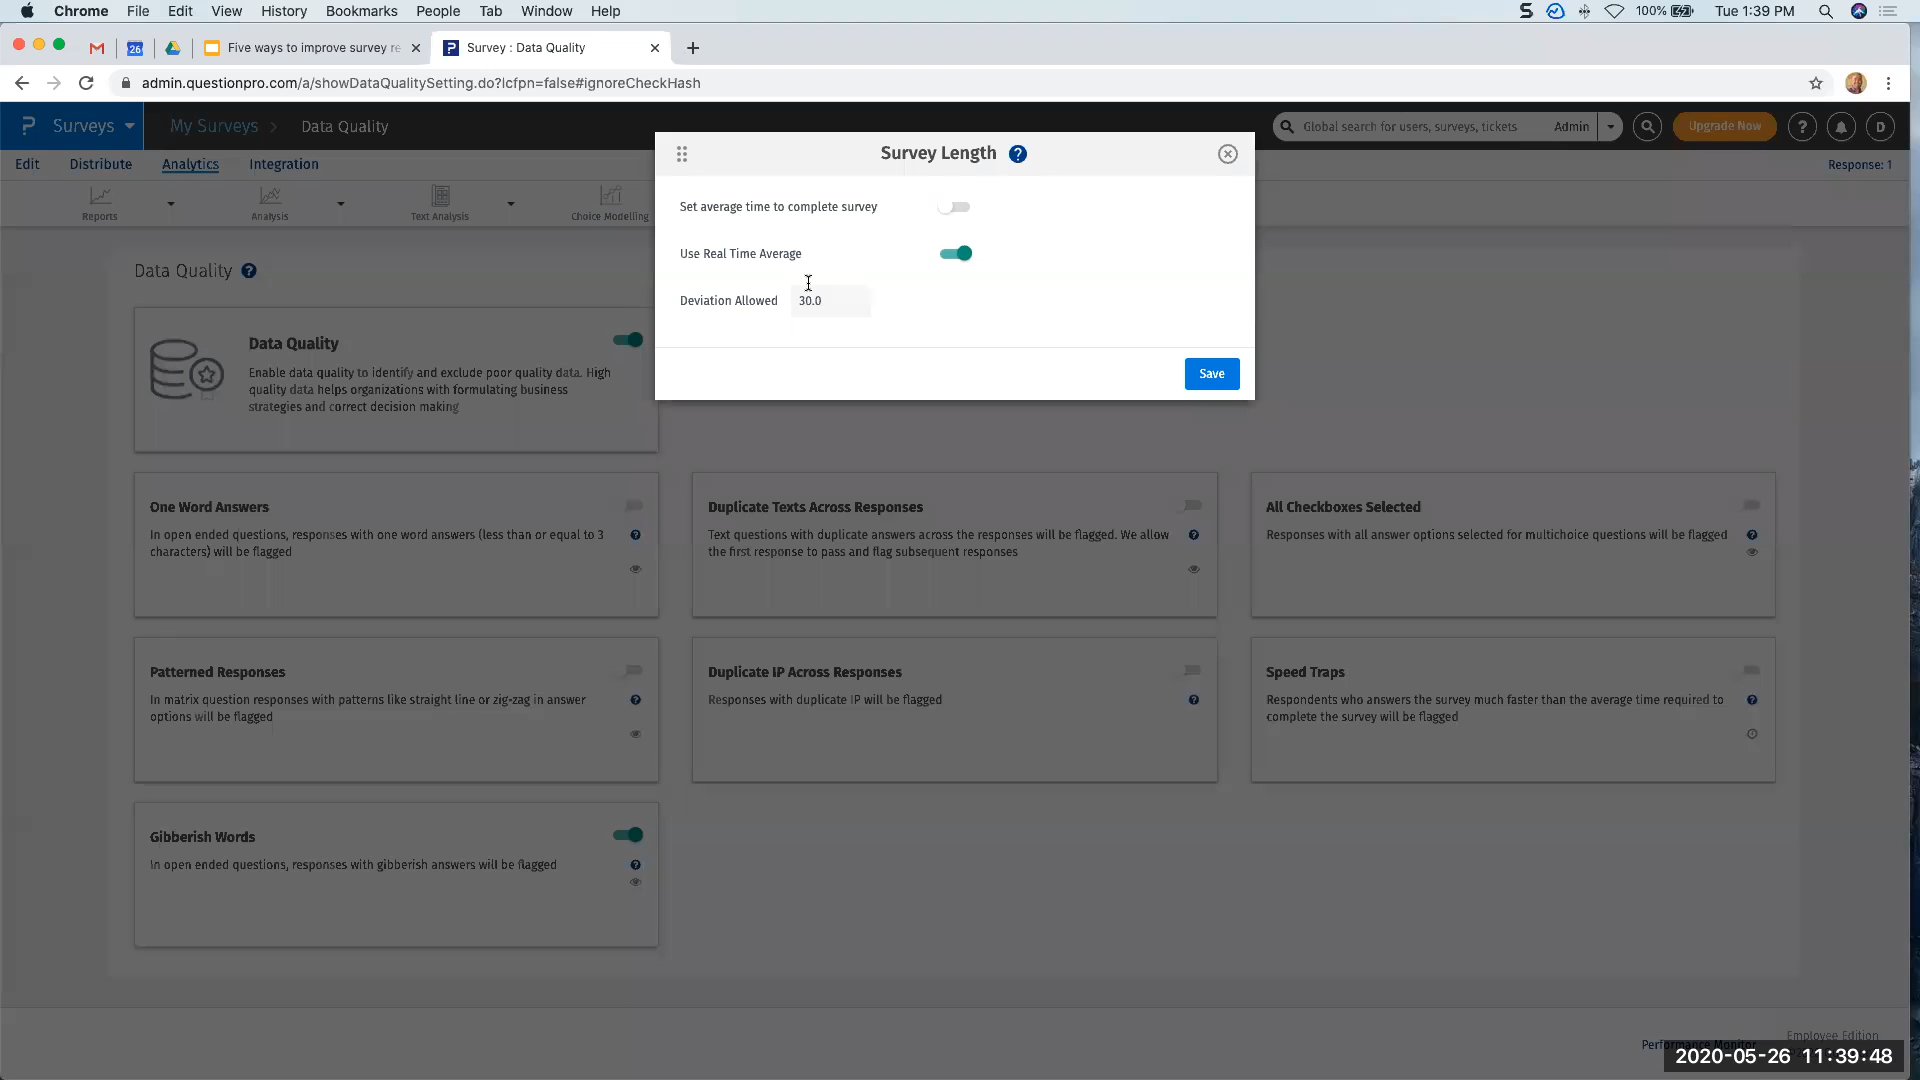 Chrome File Edit View History Bookmarks People Tab Window Help 100% Tue 1:39 PM
26 Five ways to improve survey re Survey : Data Quality
admin.questionpro.com/a/showDataQualitySetting.do?lcfpn=false#ignoreCheckHash
P Surveys My Surveys > Data Quality Global search for users, surveys, tickets Admin Upgrade Now ? D
Edit Distribute Analytics Integration Response: 1
Reports Analysis Text Analysis Choice Modelling
Survey Length ?
Set average time to complete survey
Use Real Time Average
Deviation Allowed 30.0
Save
Data Quality ?
Data Quality
Enable data quality to identify and exclude poor quality data. High
quality data helps organizations with formulating business
strategies and correct decision making
One Word Answers
In open ended questions, responses with one word answers (less than or equal to 3
characters) will be flagged
Duplicate Texts Across Responses
Text questions with duplicate answers across the responses will be flagged. We allow
the first response to pass and flag subsequent responses
All Checkboxes Selected
Responses with all answer options selected for multichoice questions will be flagged
Patterned Responses
In matrix question responses with patterns like straight line or zig-zag in answer
options will be flagged
Duplicate IP Across Responses
Responses with duplicate IP will be flagged
Speed Traps
Respondents who answers the survey much faster than the average time required to
complete the survey will be flagged
Gibberish Words
In open ended questions, responses with gibberish answers will be flagged
Employee Edition
Performance Monitor
2020-05-26 11:39:48